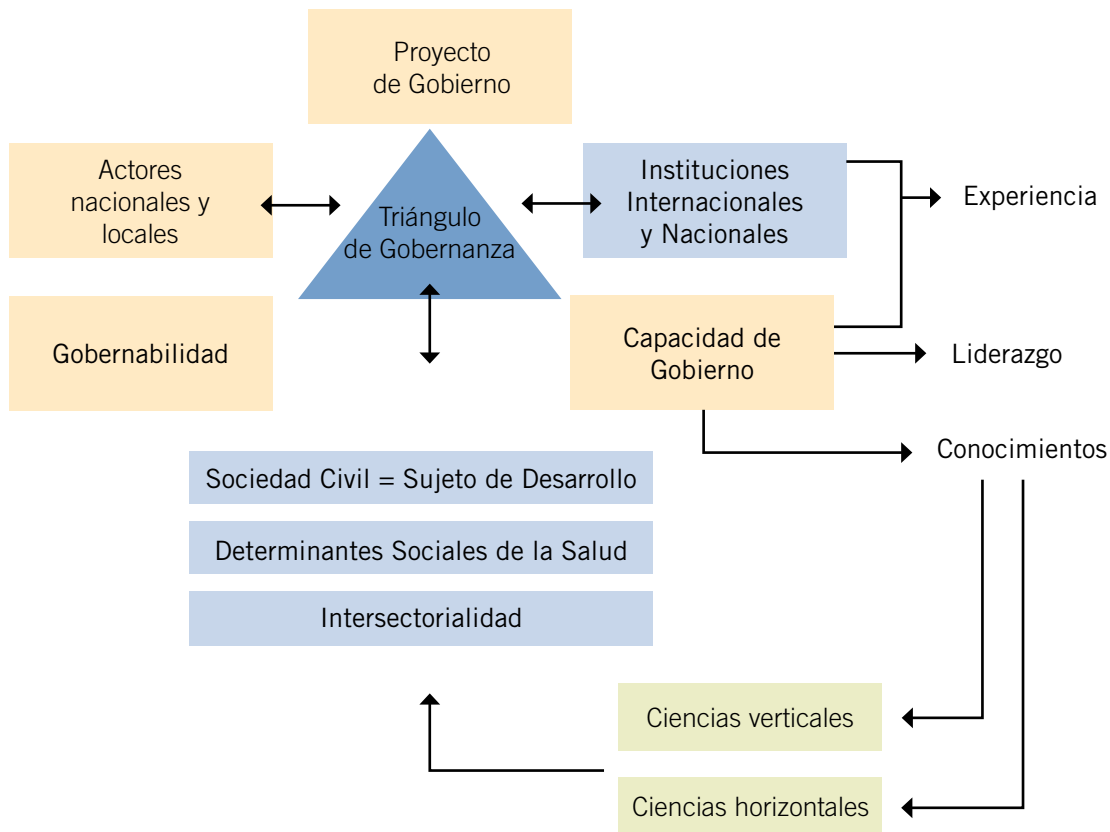 Proyecto
de Gobierno
Actores
nacionales y
locales
Triángulo
de Gobernanza
Instituciones
Internacionales
y Nacionales
Experiencia
Gobernabilidad
Capacidad de
Gobierno
Liderazgo
Conocimientos
Sociedad Civil = Sujeto de Desarrollo
Determinantes Sociales de la Salud
Intersectorialidad
Ciencias verticales
Ciencias horizontales